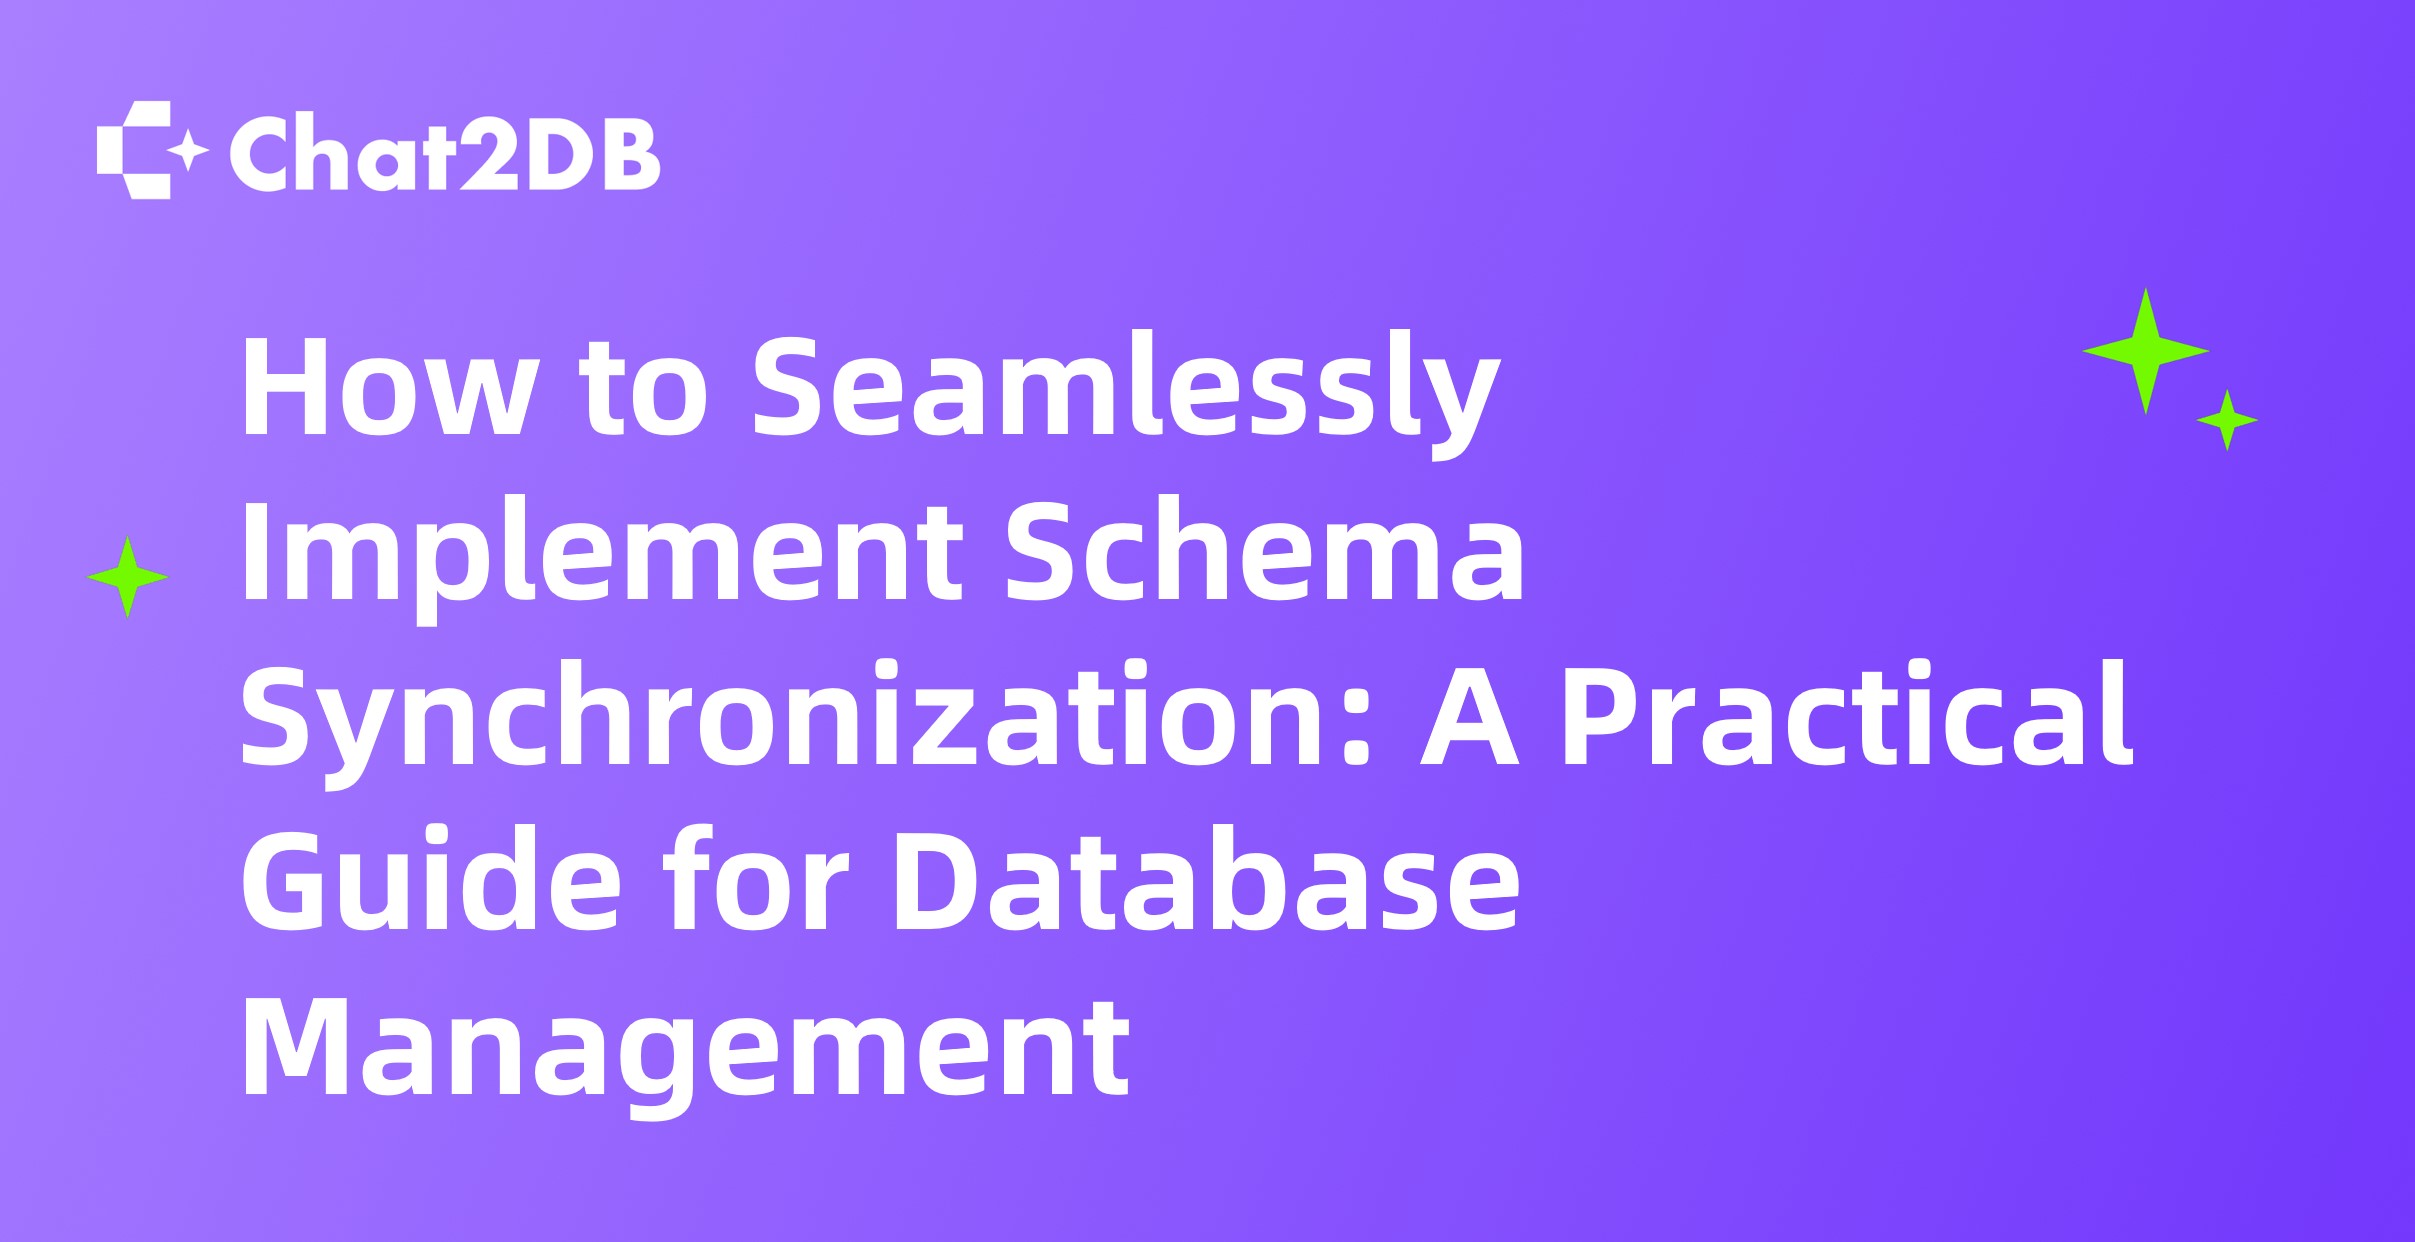 Chat2DB
How to Seamlessly
Implement Schema
Synchronization: A Practical
Guide for Database
Management